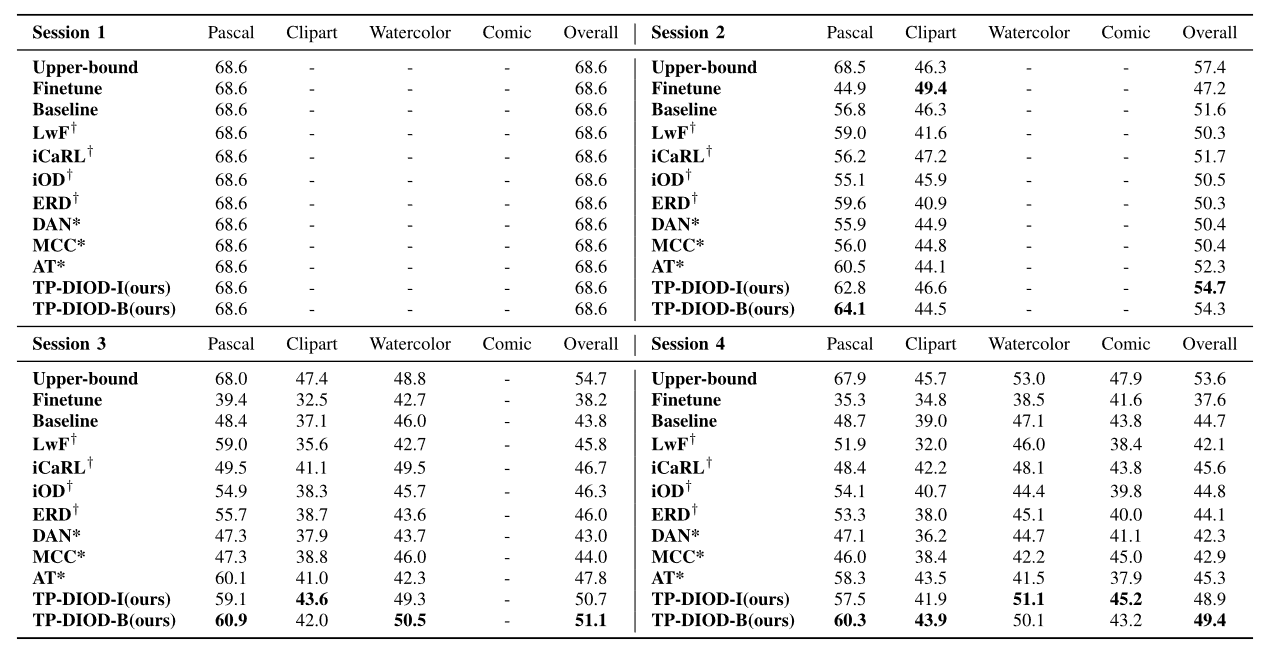 Session 1 Pascal Clipart Watercolor Comic Overall Session 2 Pascal Clipart Watercolor Comic Overall
Upper-bound 68.6 - - - 68.6 Upper-bound 68.5 46.3 - - 57.4
Finetune 68.6 - - - 68.6 Finetune 44.9 49.4 - - 47.2
Baseline 68.6 - - - 68.6 Baseline 56.8 46.3 - - 51.6
LwF† 68.6 - - - 68.6 LwF† 59.0 41.6 - - 50.3
iCaRL† 68.6 - - - 68.6 iCaRL† 56.2 47.2 - - 51.7
iOD† 68.6 - - - 68.6 iOD† 55.1 45.9 - - 50.5
ERD† 68.6 - - - 68.6 ERD† 59.6 40.9 - - 50.3
DAN* 68.6 - - - 68.6 DAN* 55.9 44.9 - - 50.4
MCC* 68.6 - - - 68.6 MCC* 56.0 44.8 - - 50.4
AT* 68.6 - - - 68.6 AT* 60.5 44.1 - - 52.3
TP-DIOD-I(ours) 68.6 - - - 68.6 TP-DIOD-I(ours) 62.8 46.6 - - 54.7
TP-DIOD-B(ours) 68.6 - - - 68.6 TP-DIOD-B(ours) 64.1 44.5 - - 54.3
Session 3 Pascal Clipart Watercolor Comic Overall Session 4 Pascal Clipart Watercolor Comic Overall
Upper-bound 68.0 47.4 48.8 - 54.7 Upper-bound 67.9 45.7 53.0 47.9 53.6
Finetune 39.4 32.5 42.7 - 38.2 Finetune 35.3 34.8 38.5 41.6 37.6
Baseline 48.4 37.1 46.0 - 43.8 Baseline 48.7 39.0 47.1 43.8 44.7
LwF† 59.0 35.6 42.7 - 45.8 LwF† 51.9 32.0 46.0 38.4 42.1
iCaRL† 49.5 41.1 49.5 - 46.7 iCaRL† 48.4 42.2 48.1 43.8 45.6
iOD† 54.9 38.3 45.7 - 46.3 iOD† 54.1 40.7 44.4 39.8 44.8
ERD† 55.7 38.7 43.6 - 46.0 ERD† 53.3 38.0 45.1 40.0 44.1
DAN* 47.3 37.9 43.7 - 43.0 DAN* 47.1 36.2 44.7 41.1 42.3
MCC* 47.3 38.8 46.0 - 44.0 MCC* 46.0 38.4 42.2 45.0 42.9
AT* 60.1 41.0 42.3 - 47.8 AT* 58.3 43.5 41.5 37.9 45.3
TP-DIOD-I(ours) 59.1 43.6 49.3 - 50.7 TP-DIOD-I(ours) 57.5 41.9 51.1 45.2 48.9
TP-DIOD-B(ours) 60.9 42.0 50.5 - 51.1 TP-DIOD-B(ours) 60.3 43.9 50.1 43.2 49.4